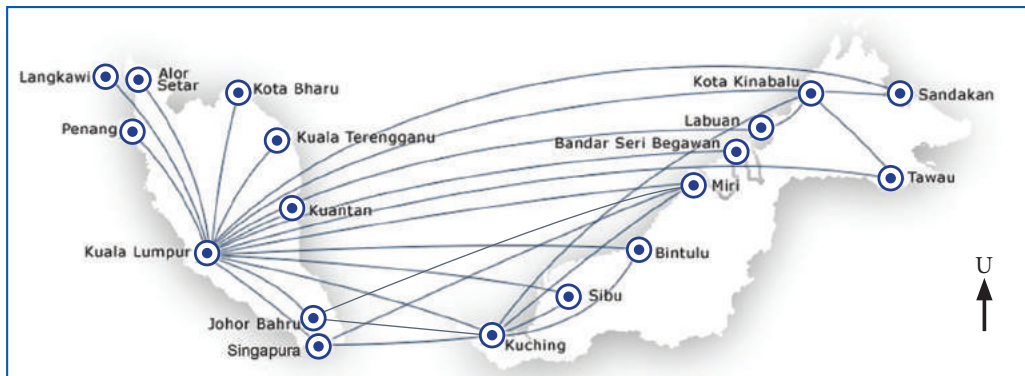 Langkawi
Alor
Setar
Kota Bharu
Kota Kinabalu
Sandakan
Penang
Kuala Terengganu
Labuan
Bandar Seri Begawan
Miri
Tawau
Kuantan
Kuala Lumpur
Bintulu
U
Sibu
Johor Bahru
Singapura
Kuching